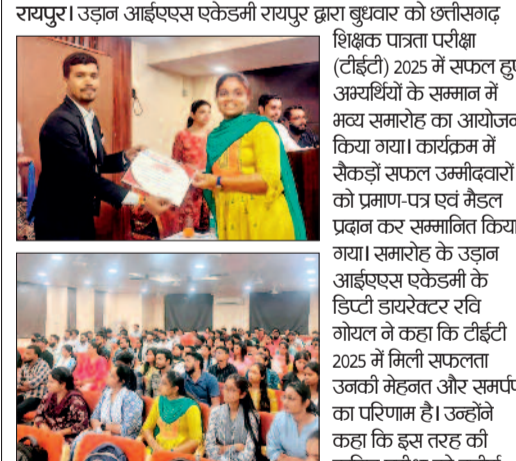 रायपुर। उड़ान आईएएस एकेडमी रायपुर द्वारा बुधवार को छत्तीसगढ़
शिक्षक पात्रता परीक्षा
(टीईटी) 2025 में सफल
अभ्यर्थियों के सम्मान में
भव्य समारोह का आयोजन
किया गया। कार्यक्रम में
सैकड़ों सफल उम्मीदवारों
को प्रमाण-पत्र एवं मैडल
प्रदान कर सम्मानित किया
गया। समारोह के उड़ान
आईएएस एकेडमी के
डिप्टी डायरेक्टर रवि
गोयल ने कहा कि टीईटी
2025 में मिली सफलता
उनकी मेहनत और
का परिणाम है। उन्होंने
कहा कि इस तरह की